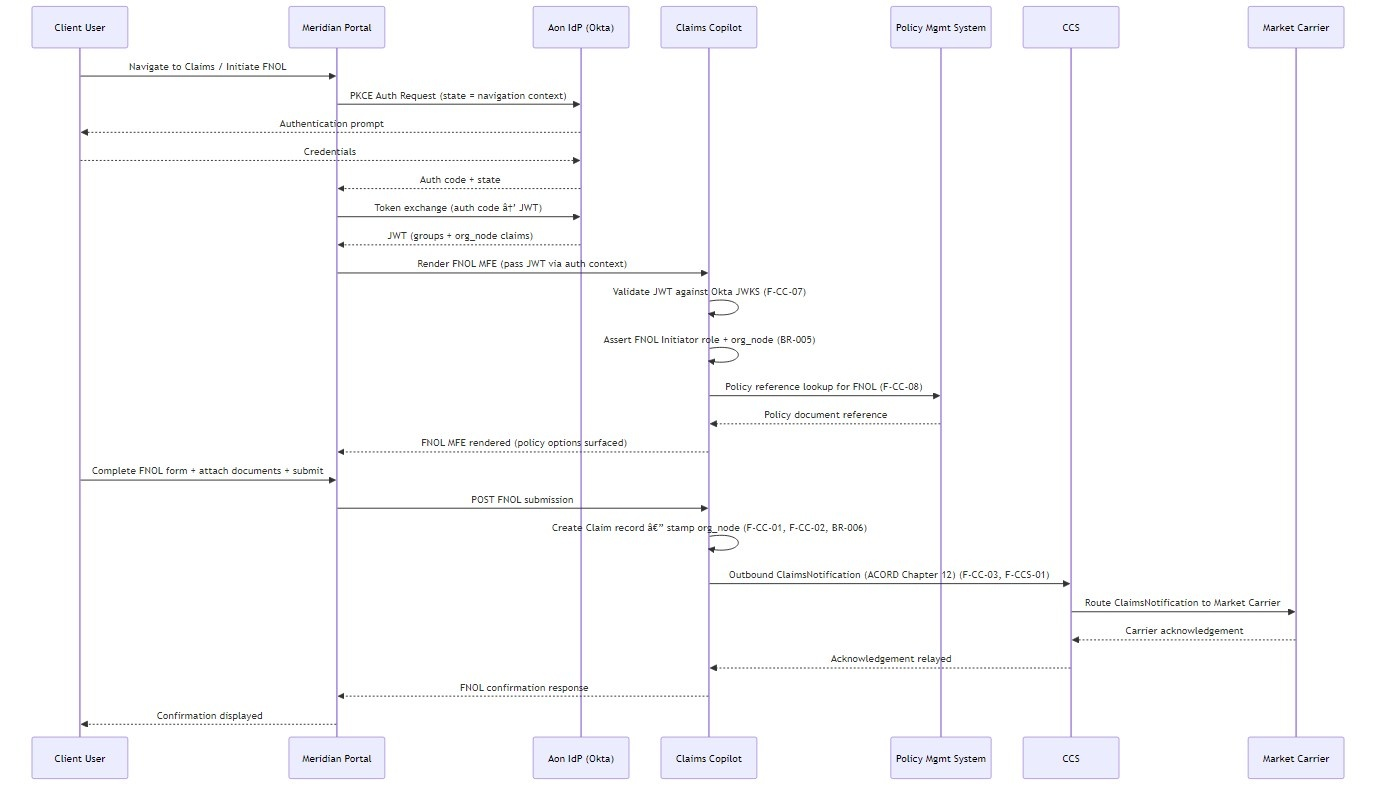 Client User
Meridian Portal
Aon IdP (Okta)
Claims Copilot
Policy Mgmt System
CCS
Market Carrier
Navigate to Claims / Initiate FNOL
PKCE Auth Request (state = navigation context)
Authentication prompt
Credentials
Auth code + state
Token exchange (auth code â†’ JWT)
JWT (groups + org_node claims)
Render FNOL MFE (pass JWT via auth context)
Validate JWT against Okta JWKS (F-CC-07)
Assert FNOL Initiator role + org_node (BR-005)
Policy reference lookup for FNOL (F-CC-08)
Policy document reference
FNOL MFE rendered (policy options surfaced)
Complete FNOL form + attach documents + submit
POST FNOL submission
Create Claim record â€” stamp org_node (F-CC-01, F-CC-02, BR-006)
Outbound ClaimsNotification (ACORD Chapter 12) (F-CC-03, F-CCS-01)
Route ClaimsNotification to Market Carrier
Carrier acknowledgement
Acknowledgement relayed
FNOL confirmation response
Confirmation displayed
Client User
Meridian Portal
Aon IdP (Okta)
Claims Copilot
Policy Mgmt System
CCS
Market Carrier